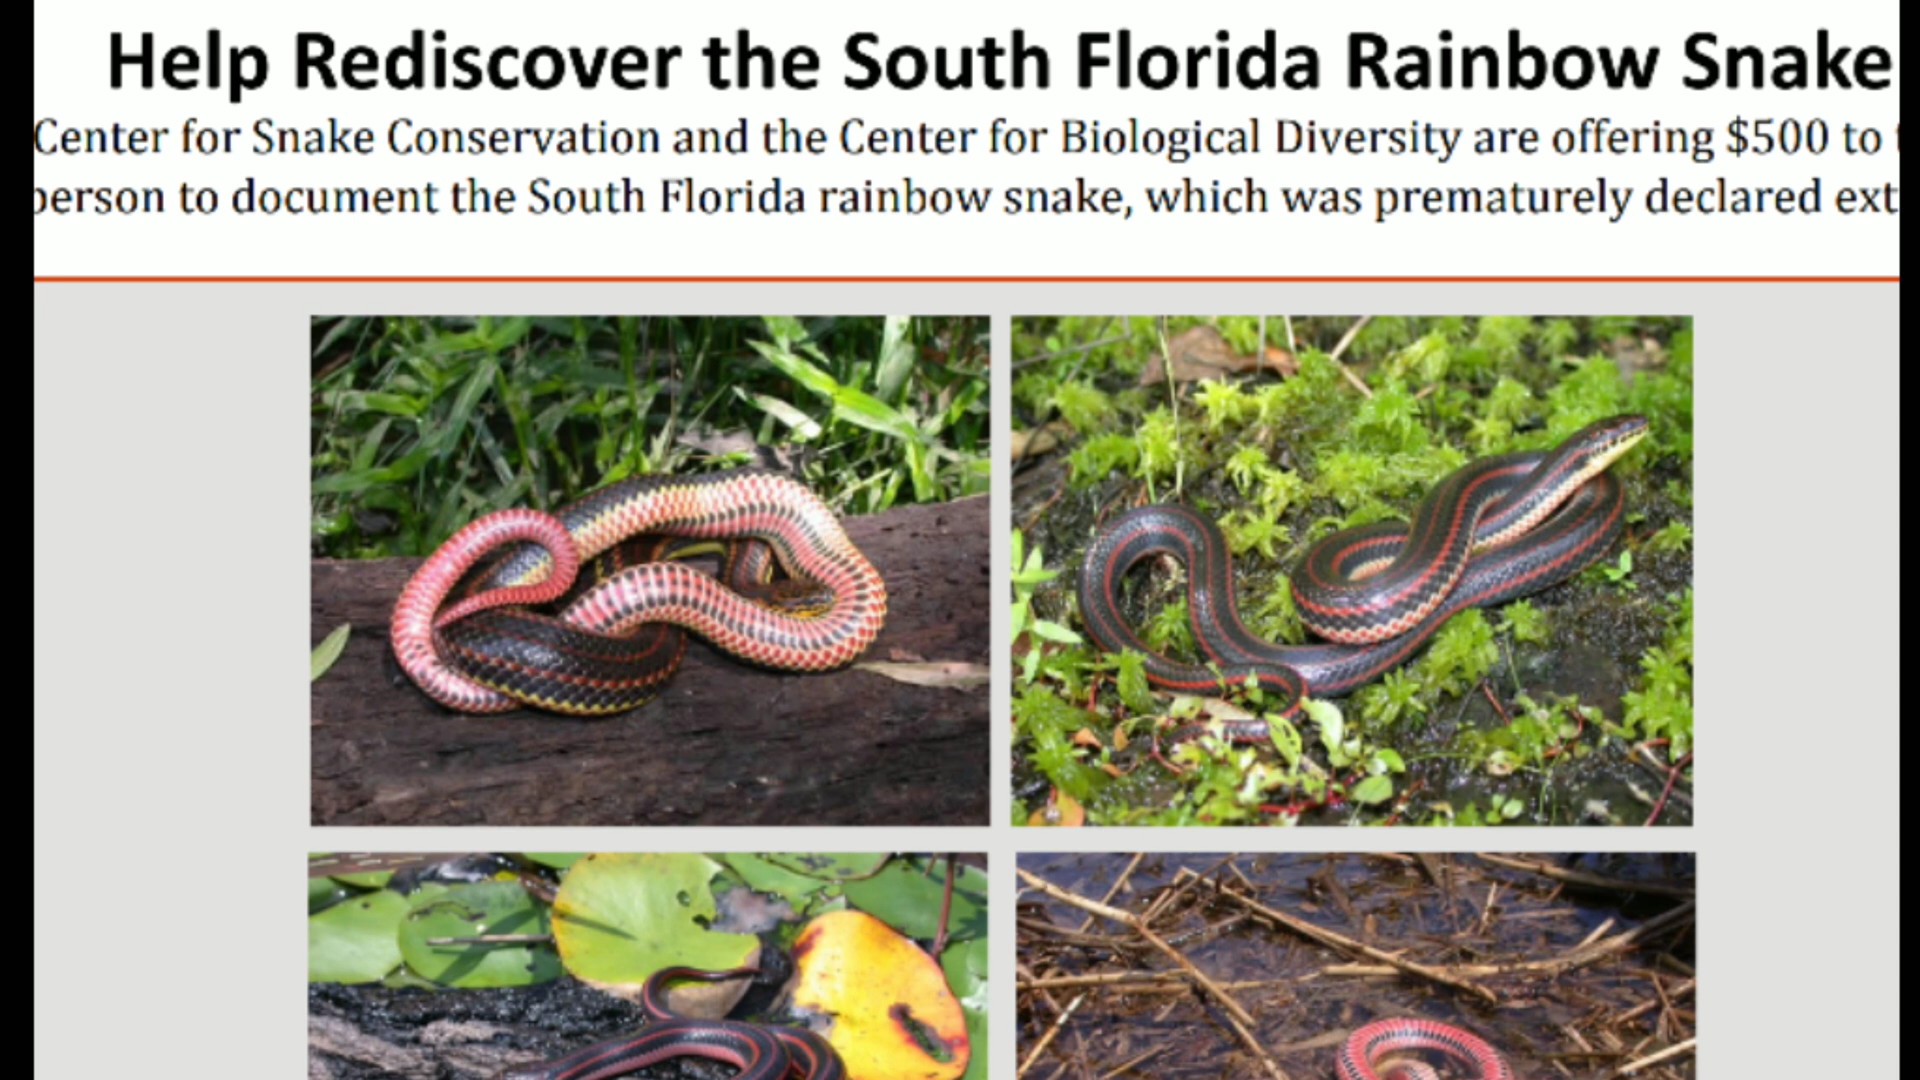 Help Rediscover the South Florida Rainbow Snake
Center for Snake Conservation and the Center for Biological Diversity are offering $500 to
person to document the South Florida rainbow snake, which was prematurely declared ext